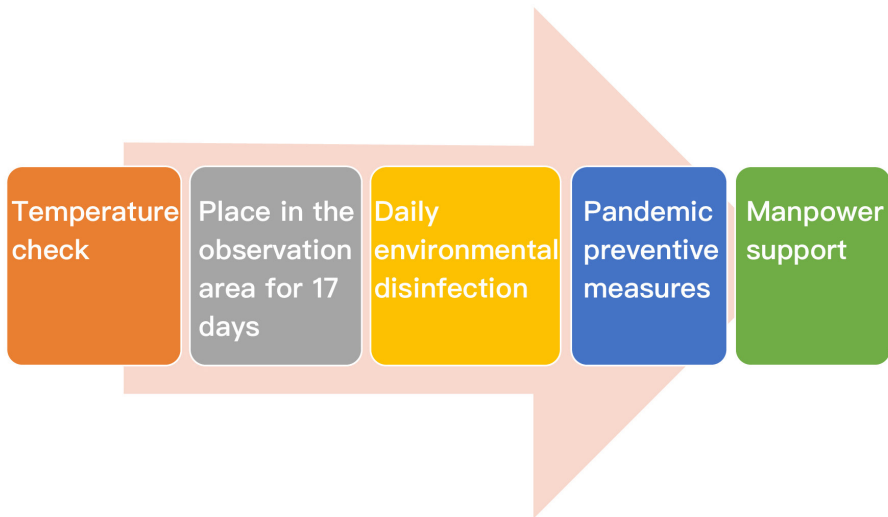 Temperature
check
Place in the
observation
area for 17
days
Daily
environmental
disinfection
Pandemic
preventive
measures
Manpower
support